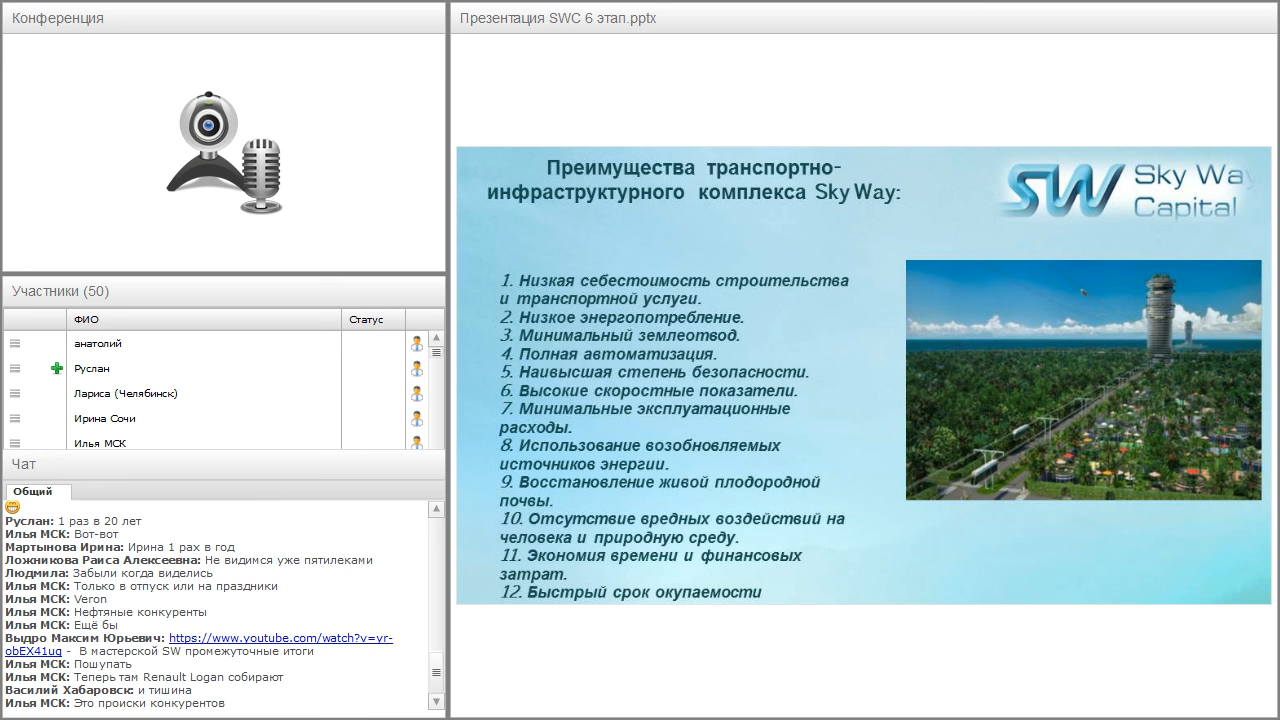 Конференция
Участники (50)
ФИО
Статус
анатолий
Руслан
Лариса (Челябинск)
Ирина Сочи
Илья МСК
Чат
Общий
Руслан: 1 раз в 20 лет
Илья МСК: Вот-вот
Мартынова Ирина: Ирина 1 рах в год
Ложникова Раиса Алексеевна: Не видимся уже пятилеками
Людмила: Забыли когда виделись
Илья МСК: Только в отпуск или на праздники
Илья МСК: Veron
Илья МСК: Нефтяные конкуренты
Илья МСК: Ещё бы
Выдро Максим Юрьевич: https://www.youtube.com/watch?v=yr-
obEX41ug - В мастерской SW промежуточные итоги
Илья МСК: Пошупать
Илья МСК: Теперь там Renault Logan собирают
Василий Хабаровск: и тишина
Илья МСК: Это происки конкурентов
Презентация SWC 6 этап.pptx
Преимущества транспортно-
инфраструктурного комплекса Sky Way:
SW Sky Way
Capital
1. Низкая себестоимость строительства
и транспортной услуги.
2. Низкое энергопотребление.
3. Минимальный землеотвод.
4. Полная автоматизация.
5. Наивысшая степень безопасности.
6. Высокие скоростные показатели.
7. Минимальные эксплуатационные
расходы.
8. Использование возобновляемых
источников энергии.
9. Восстановление живой плодородной
почвы.
10. Отсутствие вредных воздействий на
человека и природную среду.
11. Экономия времени и финансовых
затрат.
12. Быстрый срок окупаемости